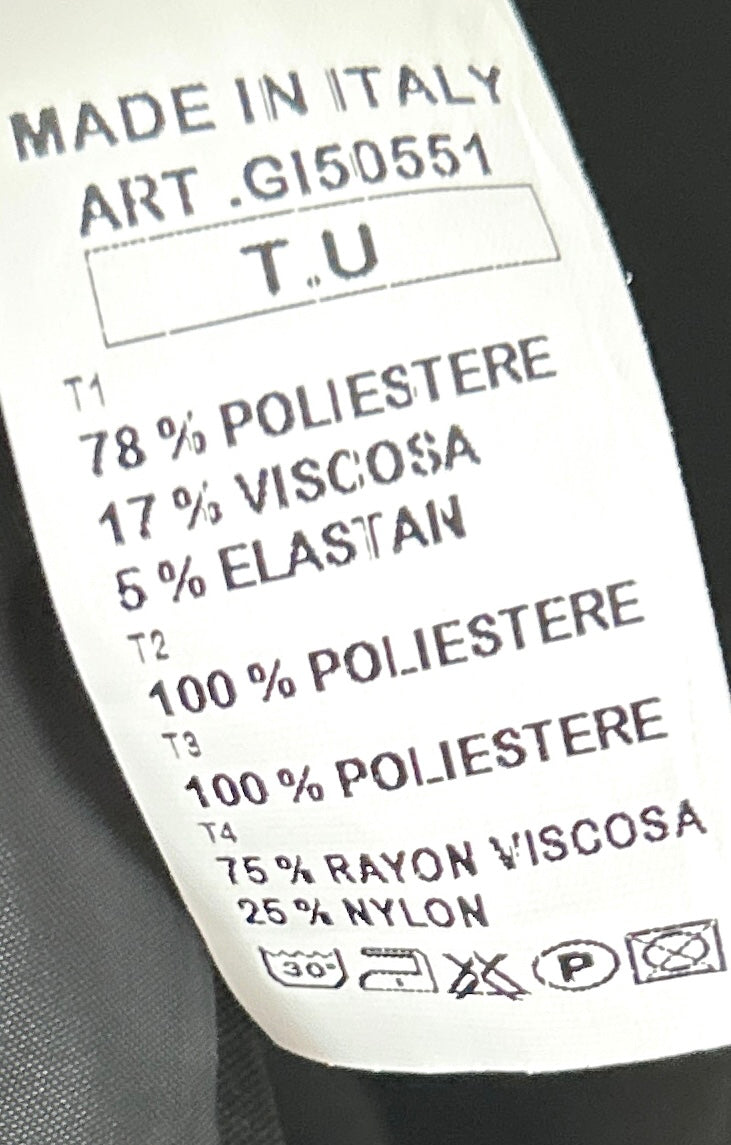 MADE IN ITALY
ART .GI50551
T.U
T1
78 % POLIESTERE
17 % VISCOSA
5 % ELASTAN
T2
100 % POLIESTERE
T3
100 % POLIESTERE
T4
75 % RAYON VISCOSA
25 % NYLON
30° P